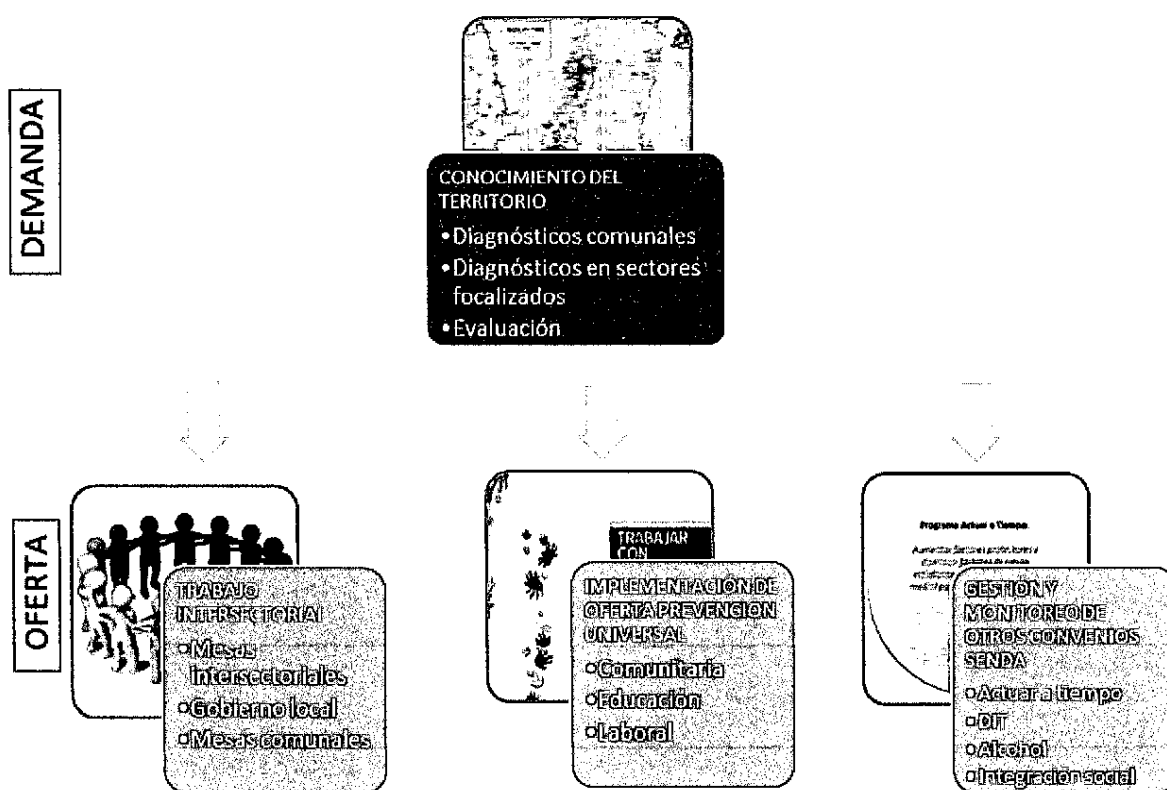 DEMANDA
CONOCIMIENTO DEL
TERRITORIO
•Diagnósticos comunales
•Diagnósticos en sectores
focalizados
•Evaluación
OFERTA
TRABAJO
INTERSECTORIAL
•Mesas
intersectoriales
•Gobierno local
•Mesas comunales
TRABAJAR
CON
IMPLEMENTACIÓN DE
OFERTA PREVENCIÓN
UNIVERSAL
•Comunitaria
•Educación
•Laboral
Programa Actuar a Tiempo
GESTIÓN Y
MONITOREO DE
OTROS CONVENIOS
SENDA
•Actuar a tiempo
•DIT
•Alcohol
•Integración social